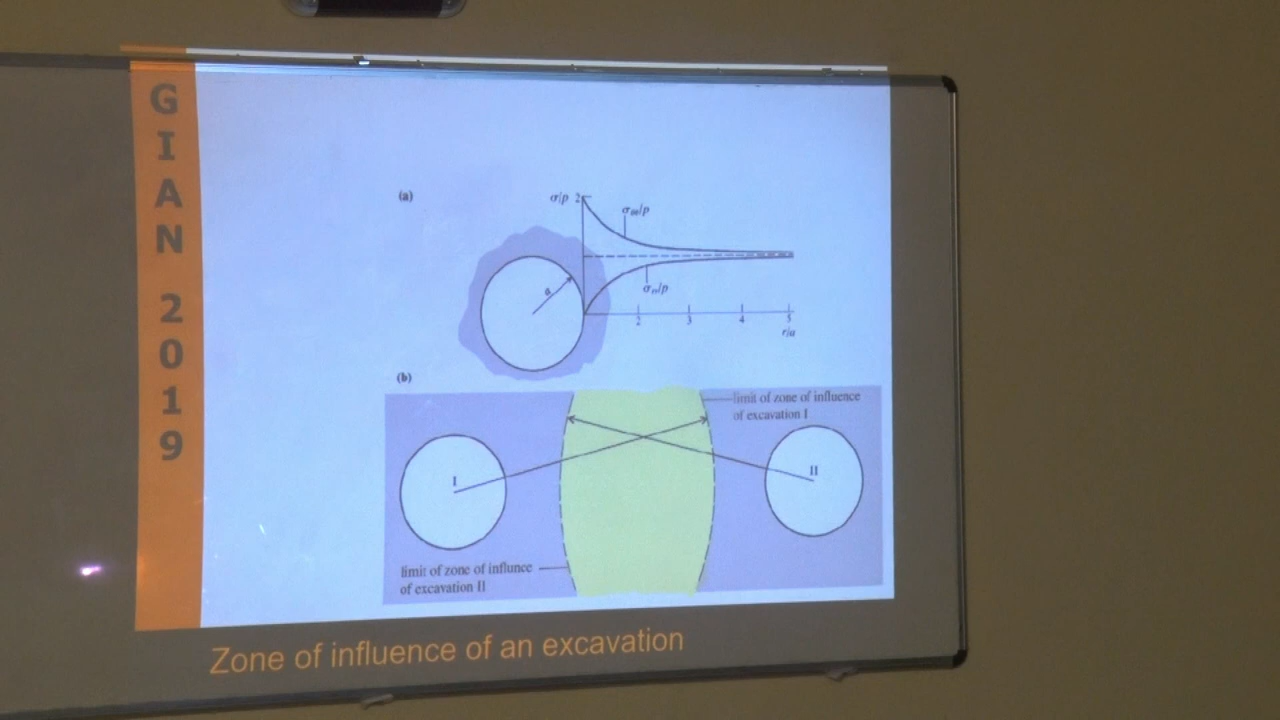 G
I
A
N
2
0
1
9
(a)
σ/p 2
σθθ/p
a
σrr/p
2 3 4 5
r/a
(b)
limit of zone of influence
of excavation I
I
II
limit of zone of influnce
of excavation II
Zone of influence of an excavation